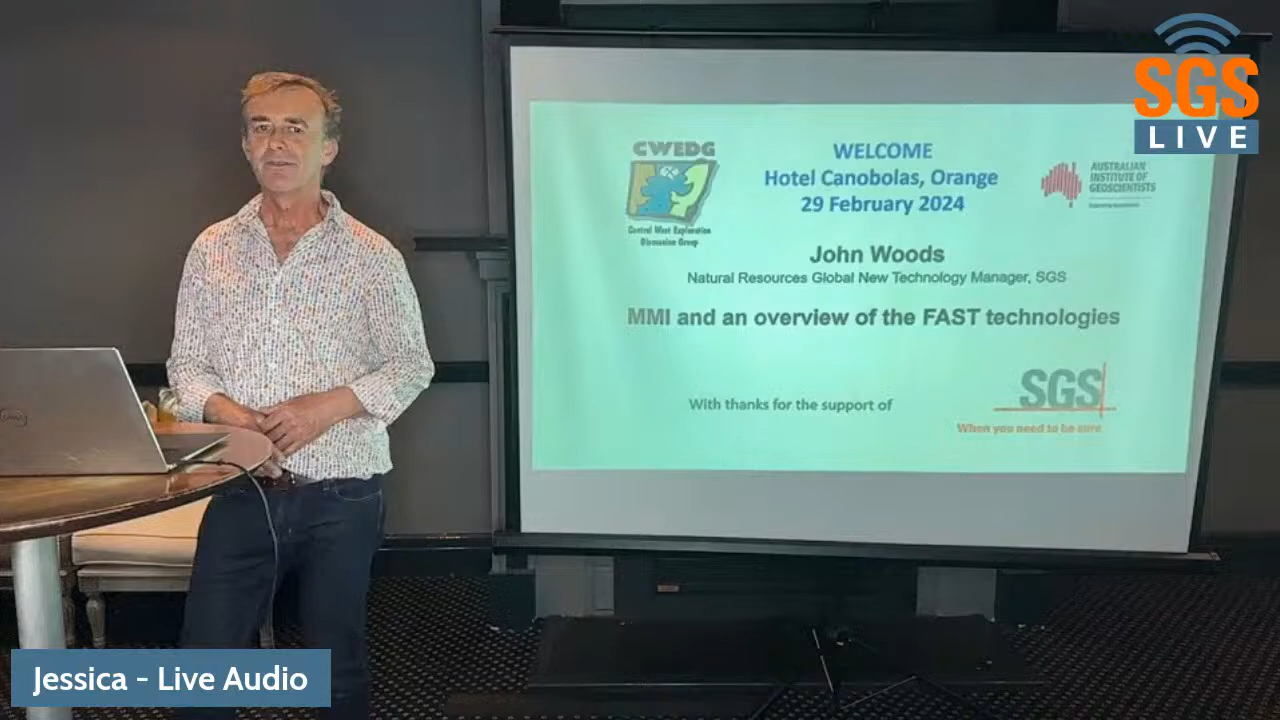 SGS
LIVE
CWEDG
Central West Exploration
Discussion Group
WELCOME
Hotel Canobolas, Orange
29 February 2024
AUSTRALIAN
INSTITUTE OF
GEOSCIENTISTS
John Woods
Natural Resources Global New Technology Manager, SGS
MMI and an overview of the FAST technologies
With thanks for the support of
SGS
When you need to be sure
DELL
Jessica - Live Audio